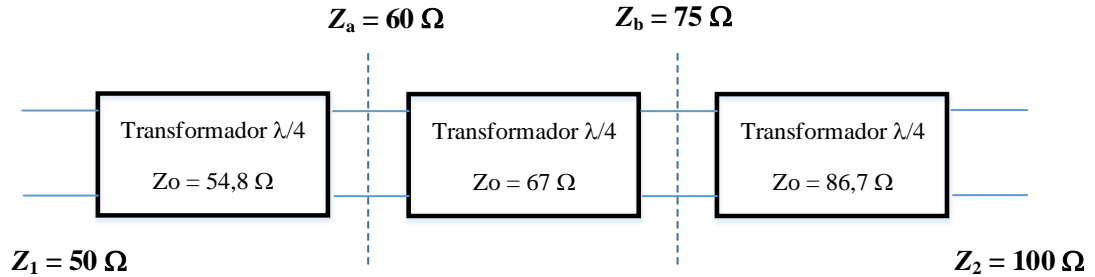 Za = 60 Ω
Zb = 75 Ω
Transformador λ/4
Zo = 54,8 Ω
Transformador λ/4
Zo = 67 Ω
Transformador λ/4
Zo = 86,7 Ω
Z1 = 50 Ω
Z2 = 100 Ω